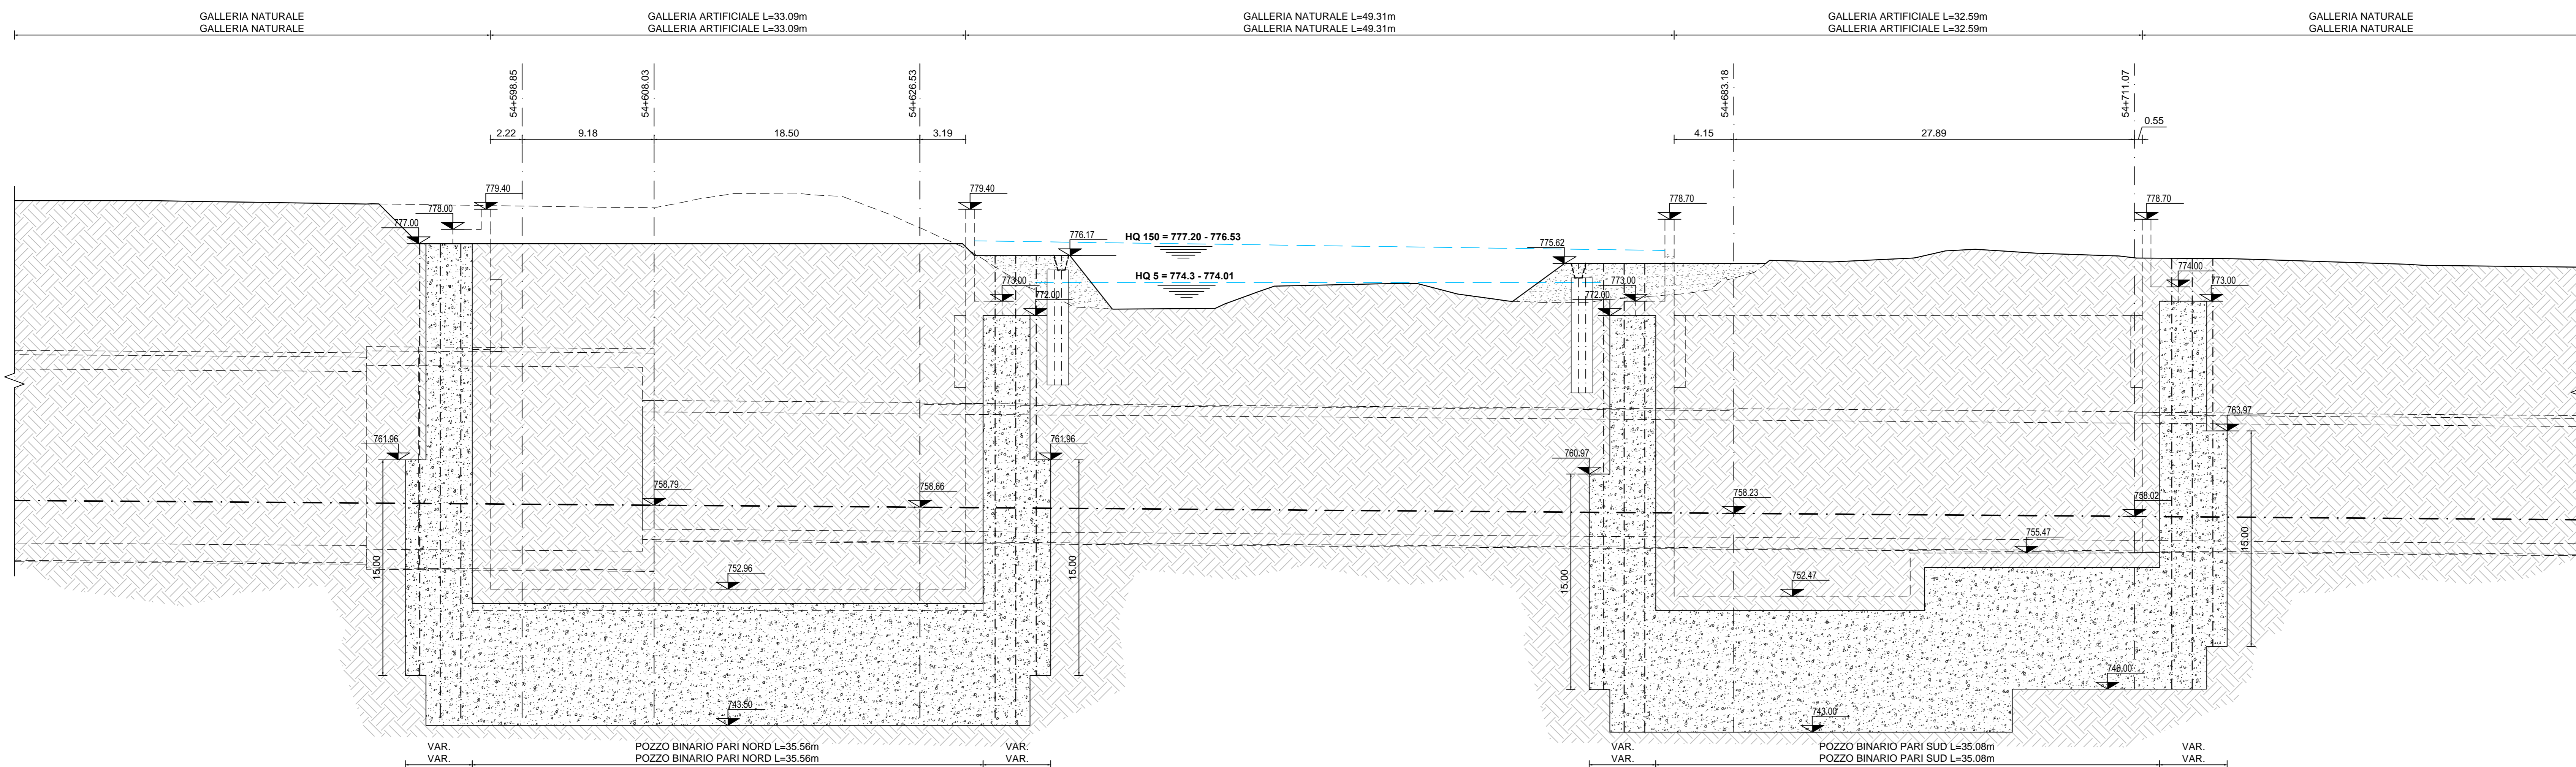 GALLERIA NATURALE
GALLERIA NATURALE
GALLERIA ARTIFICIALE L=33.09m
GALLERIA ARTIFICIALE L=33.09m
GALLERIA NATURALE L=49.31m
GALLERIA NATURALE L=49.31m
GALLERIA ARTIFICIALE L=32.59m
GALLERIA ARTIFICIALE L=32.59m
GALLERIA NATURALE
GALLERIA NATURALE
54+598.85
54+608.03
54+626.53
54+683.18
54+711.07
2.22
9.18
18.50
3.19
4.15
27.89
0.55
779.40
778.00
777.00
779.40
776.17
HQ 150 = 777.20 - 776.53
775.62
778.70
778.70
HQ 5 = 774.3 - 774.01
773.00
772.00
773.00
772.00
774.00
773.00
761.96
761.96
760.97
763.97
758.79
758.66
758.23
758.02
755.47
15.00
15.00
15.00
15.00
752.96
752.47
743.50
743.00
746.00
VAR.
VAR.
POZZO BINARIO PARI NORD L=35.56m
POZZO BINARIO PARI NORD L=35.56m
VAR.
VAR.
VAR.
VAR.
POZZO BINARIO PARI SUD L=35.08m
POZZO BINARIO PARI SUD L=35.08m
VAR.
VAR.